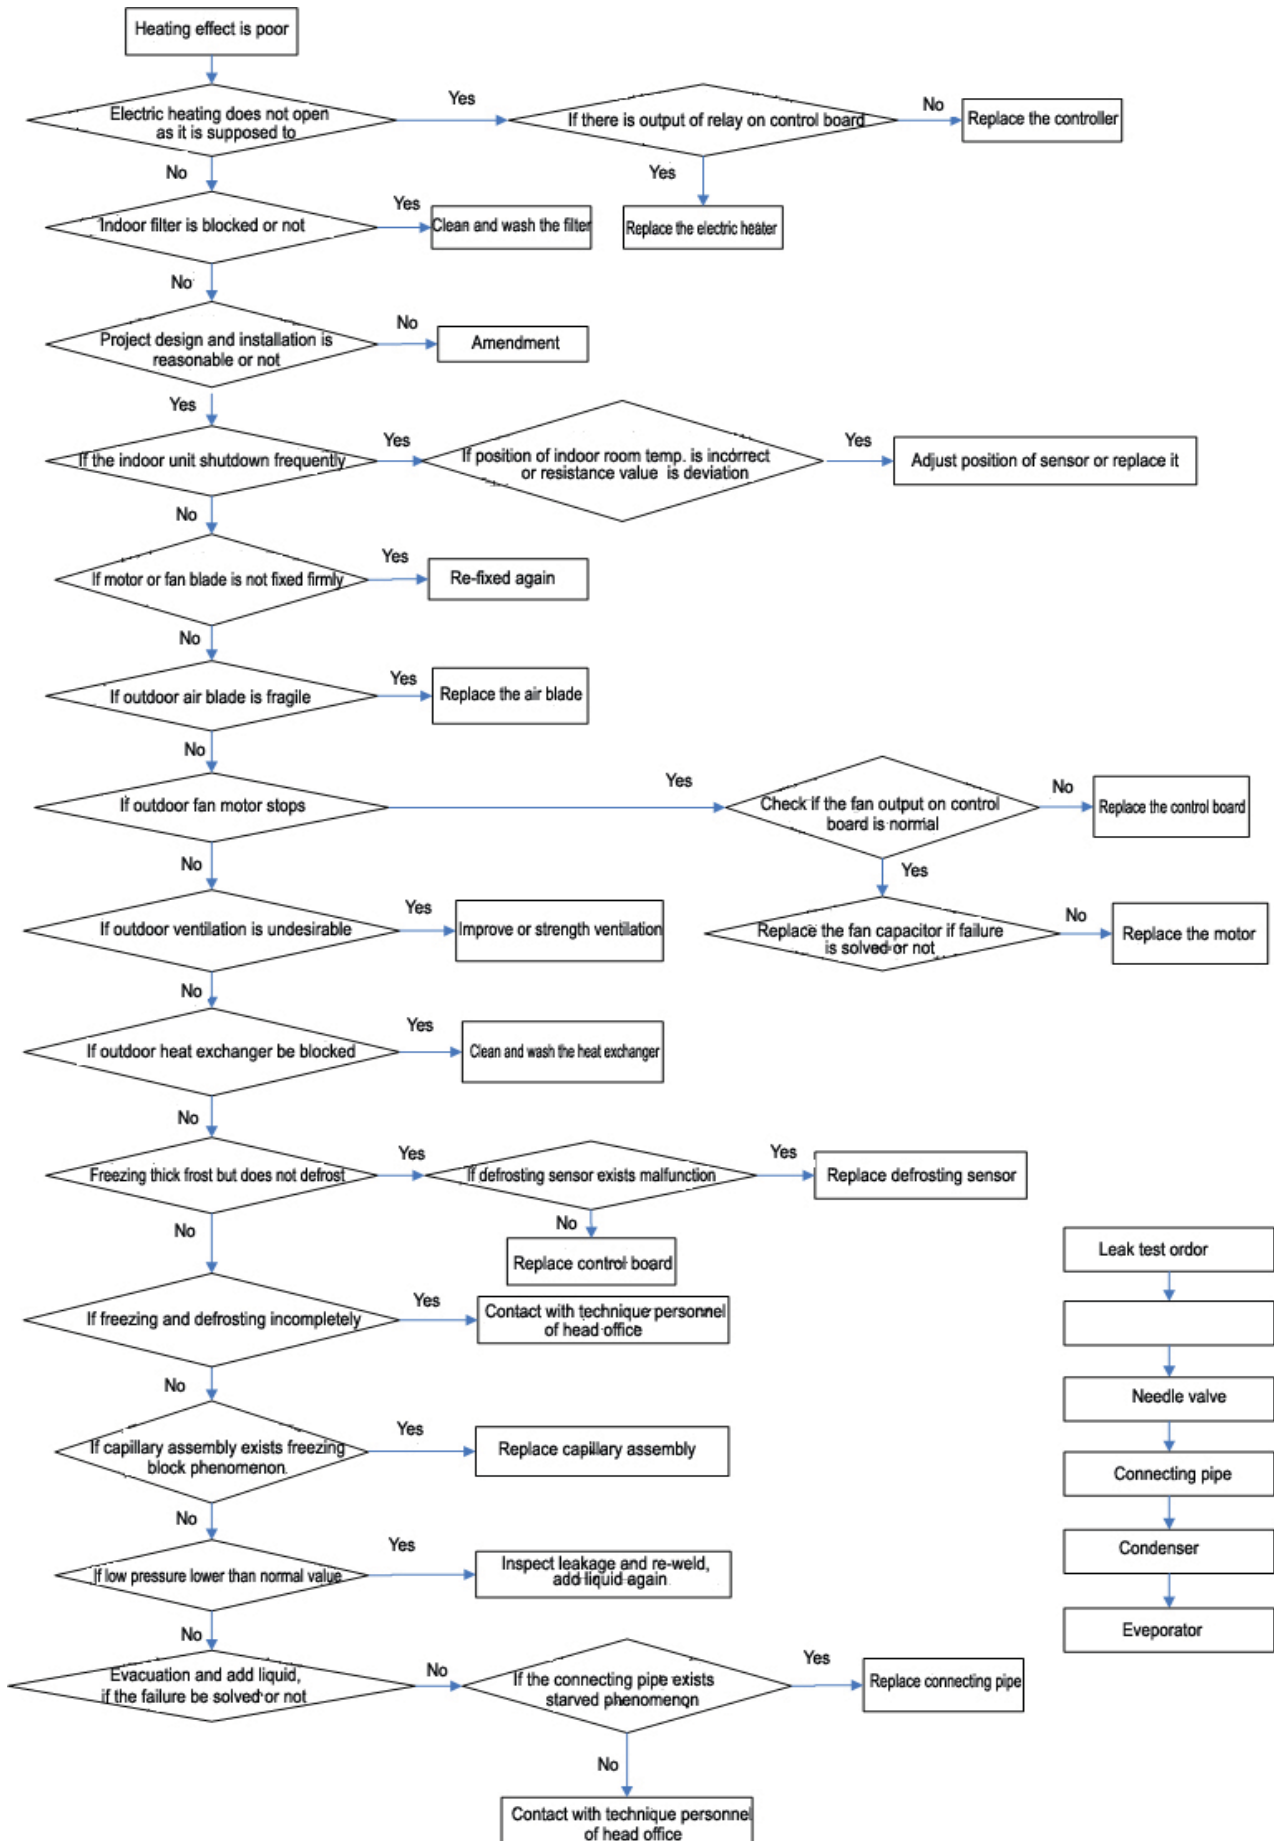 Heating effect is poor
Electric heating does not open
as it is supposed to
Yes
If there is output of relay on control board
No
Replace the controller
No
Yes
Indoor filter is blocked or not
Yes
Clean and wash the filter
Replace the electric heater
No
Project design and installation is
reasonable or not
No
Amendment
Yes
If the indoor unit shutdown frequently
Yes
If position of indoor room temp. is incorrect
or resistance value is deviation
Yes
Adjust position of sensor or replace it
No
If motor or fan blade is not fixed firmly
Yes
Re-fixed again
No
If outdoor air blade is fragile
Yes
Replace the air blade
No
If outdoor fan motor stops
Yes
Check if the fan output on control
board is normal
No
Replace the control board
No
Yes
If outdoor ventilation is undesirable
Yes
Improve or strength ventilation
Replace the fan capacitor if failure
is solved or not
No
Replace the motor
No
If outdoor heat exchanger be blocked
Yes
Clean and wash the heat exchanger
No
Freezing thick frost but does not defrost
Yes
If defrosting sensor exists malfunction
Yes
Replace defrosting sensor
No
No
Replace control board
Leak test ordor
If freezing and defrosting incompletely
Yes
Contact with technique personnel
of head office
No
Needle valve
If capillary assembly exists freezing
block phenomenon
Yes
Replace capillary assembly
Connecting pipe
No
If low pressure lower than normal value
Yes
Inspect leakage and re-weld,
add liquid again
Condenser
No
Eveporator
Evacuation and add liquid,
if the failure be solved or not
No
If the connecting pipe exists
starved phenomenon
Yes
Replace connecting pipe
No
Contact with technique personnel
of head office